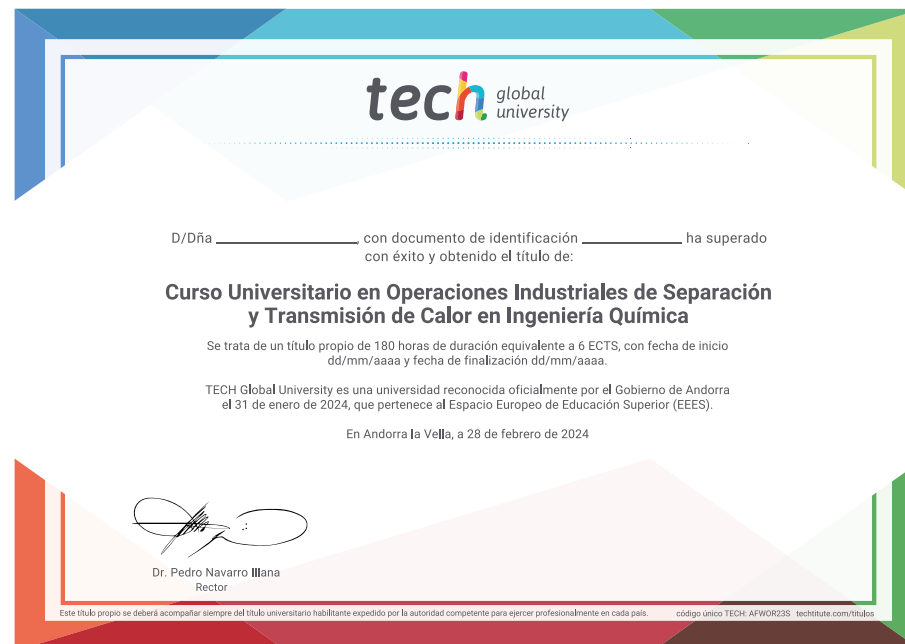 tech global
university
D/Dña ______________________, con documento de identificación ________________ ha superado
con éxito y obtenido el título de:
Curso Universitario en Operaciones Industriales de Separación
y Transmisión de Calor en Ingeniería Química
Se trata de un título propio de 180 horas de duración equivalente a 6 ECTS, con fecha de inicio
dd/mm/aaaa y fecha de finalización dd/mm/aaaa.
TECH Global University es una universidad reconocida oficialmente por el Gobierno de Andorra
el 31 de enero de 2024, que pertenece al Espacio Europeo de Educación Superior (EEES).
En Andorra la Vella, a 28 de febrero de 2024
Dr. Pedro Navarro Illana
Rector
Este título propio se deberá acompañar siempre del título universitario habilitante expedido por la autoridad competente para ejercer profesionalmente en cada país. código único TECH: AFWOR23S techtitute.com/titulos